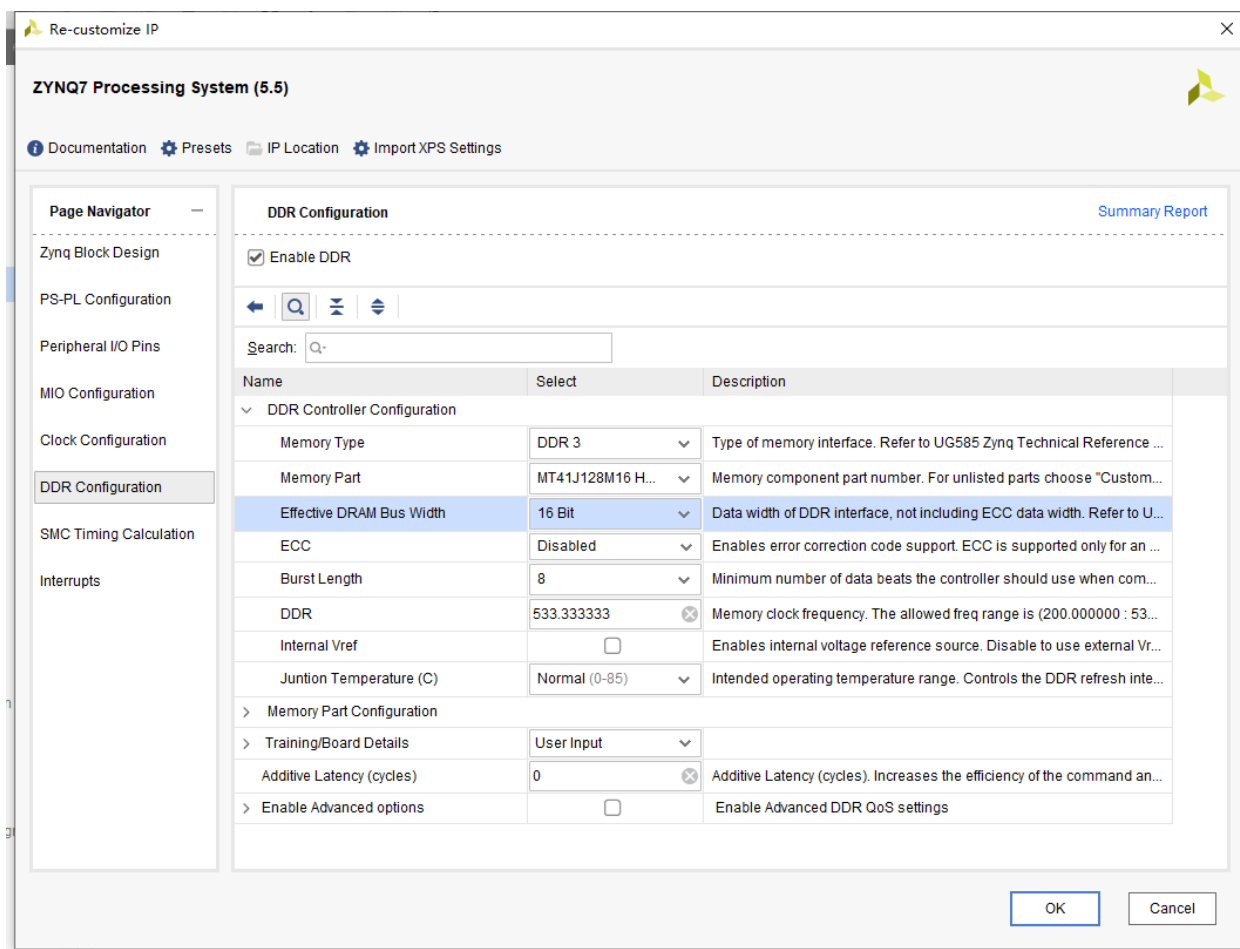 Re-customize IP
ZYNQ7 Processing System (5.5)
Documentation Presets IP Location Import XPS Settings
Page Navigator
Zynq Block Design
PS-PL Configuration
Peripheral I/O Pins
MIO Configuration
Clock Configuration
DDR Configuration
SMC Timing Calculation
Interrupts
DDR Configuration Summary Report
Enable DDR
Search:
Name Select Description
DDR Controller Configuration
Memory Type DDR 3 Type of memory interface. Refer to UG585 Zynq Technical Reference ...
Memory Part MT41J128M16 H... Memory component part number. For unlisted parts choose "Custom...
Effective DRAM Bus Width 16 Bit Data width of DDR interface, not including ECC data width. Refer to U...
ECC Disabled Enables error correction code support. ECC is supported only for an ...
Burst Length 8 Minimum number of data beats the controller should use when com...
DDR 533.333333 Memory clock frequency. The allowed freq range is (200.000000 : 53...
Internal Vref Enables internal voltage reference source. Disable to use external Vr...
Juntion Temperature (C) Normal (0-85) Intended operating temperature range. Controls the DDR refresh inte...
Memory Part Configuration
Training/Board Details User Input
Additive Latency (cycles) 0 Additive Latency (cycles). Increases the efficiency of the command an...
Enable Advanced options Enable Advanced DDR QoS settings
OK Cancel